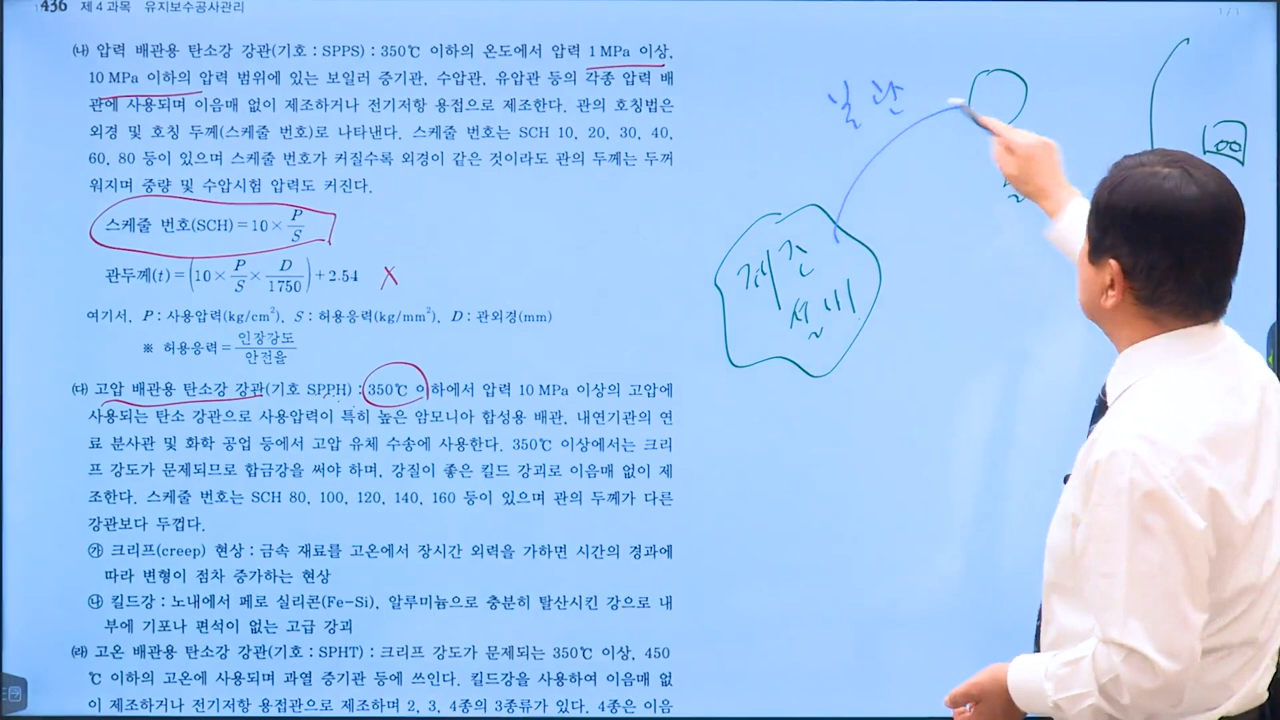 436 제 4 과목 유지보수공사관리
1 / 1
(나) 압력 배관용 탄소강 강관(기호 : SPPS) : 350℃ 이하의 온도에서 압력 1 MPa 이상,
10 MPa 이하의 압력 범위에 있는 보일러 증기관, 수압관, 유압관 등의 각종 압력 배
관에 사용되며 이음매 없이 제조하거나 전기저항 용접으로 제조한다. 관의 호칭법은
외경 및 호칭 두께(스케줄 번호)로 나타낸다. 스케줄 번호는 SCH 10, 20, 30, 40,
60, 80 등이 있으며 스케줄 번호가 커질수록 외경이 같은 것이라도 관의 두께는 두꺼
워지며 중량 및 수압시험 압력도 커진다.
스케줄 번호(SCH) = 10 × P/S
관두께(t) = (10 × P/S × D/1750) + 2.54 X
여기서, P : 사용압력(kg/cm²), S : 허용응력(kg/mm²), D : 관외경(mm)
※ 허용응력 = 인장강도/안전율
(다) 고압 배관용 탄소강 강관(기호 SPPH) : 350℃ 이하에서 압력 10 MPa 이상의 고압에
사용되는 탄소 강관으로 사용압력이 특히 높은 암모니아 합성용 배관, 내연기관의 연
료 분사관 및 화학 공업 등에서 고압 유체 수송에 사용한다. 350℃ 이상에서는 크리
프 강도가 문제되므로 합금강을 써야 하며, 강질이 좋은 킬드 강괴로 이음매 없이 제
조한다. 스케줄 번호는 SCH 80, 100, 120, 140, 160 등이 있으며 관의 두께가 다른
강관보다 두껍다.
㉮ 크리프(creep) 현상 : 금속 재료를 고온에서 장시간 외력을 가하면 시간의 경과에
따라 변형이 점차 증가하는 현상
㉯ 킬드강 : 노내에서 페로 실리콘(Fe-Si), 알루미늄으로 충분히 탈산시킨 강으로 내
부에 기포나 편석이 없는 고급 강괴
(라) 고온 배관용 탄소강 강관(기호 : SPHT) : 크리프 강도가 문제되는 350℃ 이상, 450
℃ 이하의 고온에 사용되며 과열 증기관 등에 쓰인다. 킬드강을 사용하여 이음매 없
이 제조하거나 전기저항 용접관으로 제조하며 2, 3, 4종의 3종류가 있다. 4종은 이음
설비